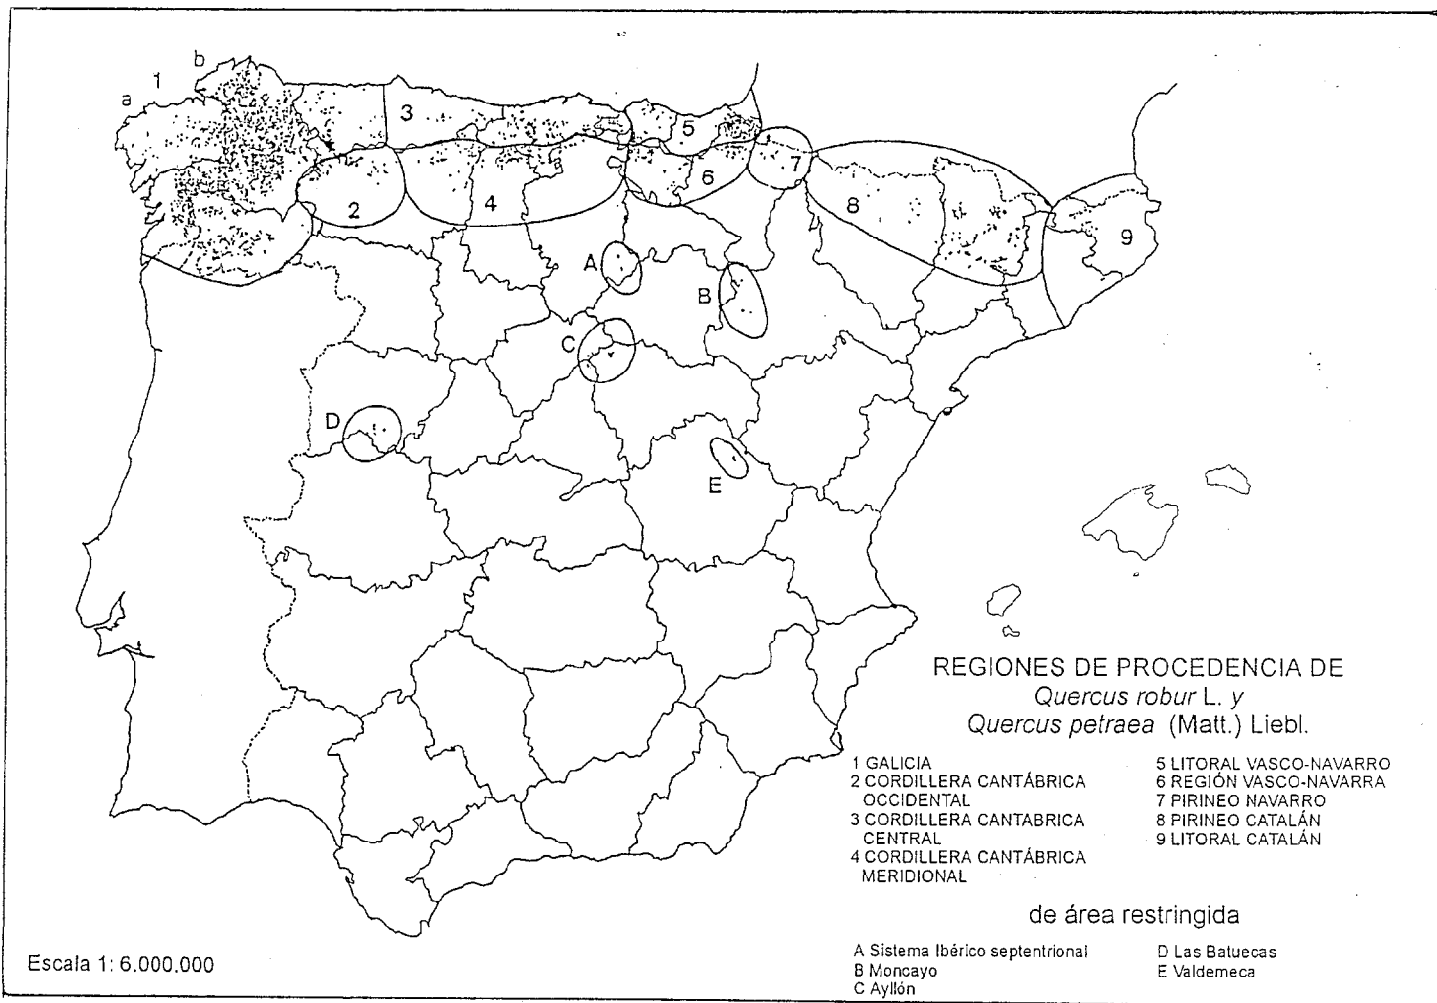 b
1
a
3
5
7
2
4
6
8
9
A
B
C
D
E
REGIONES DE PROCEDENCIA DE
Quercus robur L. y
Quercus petraea (Matt.) Liebl.
1 GALICIA
2 CORDILLERA CANTÁBRICA
OCCIDENTAL
3 CORDILLERA CANTABRICA
CENTRAL
4 CORDILLERA CANTÁBRICA
MERIDIONAL
5 LITORAL VASCO-NAVARRO
6 REGIÓN VASCO-NAVARRA
7 PIRINEO NAVARRO
8 PIRINEO CATALÁN
9 LITORAL CATALÁN
de área restringida
A Sistema Ibérico septentrional
B Moncayo
C Ayllón
D Las Batuecas
E Valdemeca
Escala 1: 6.000.000